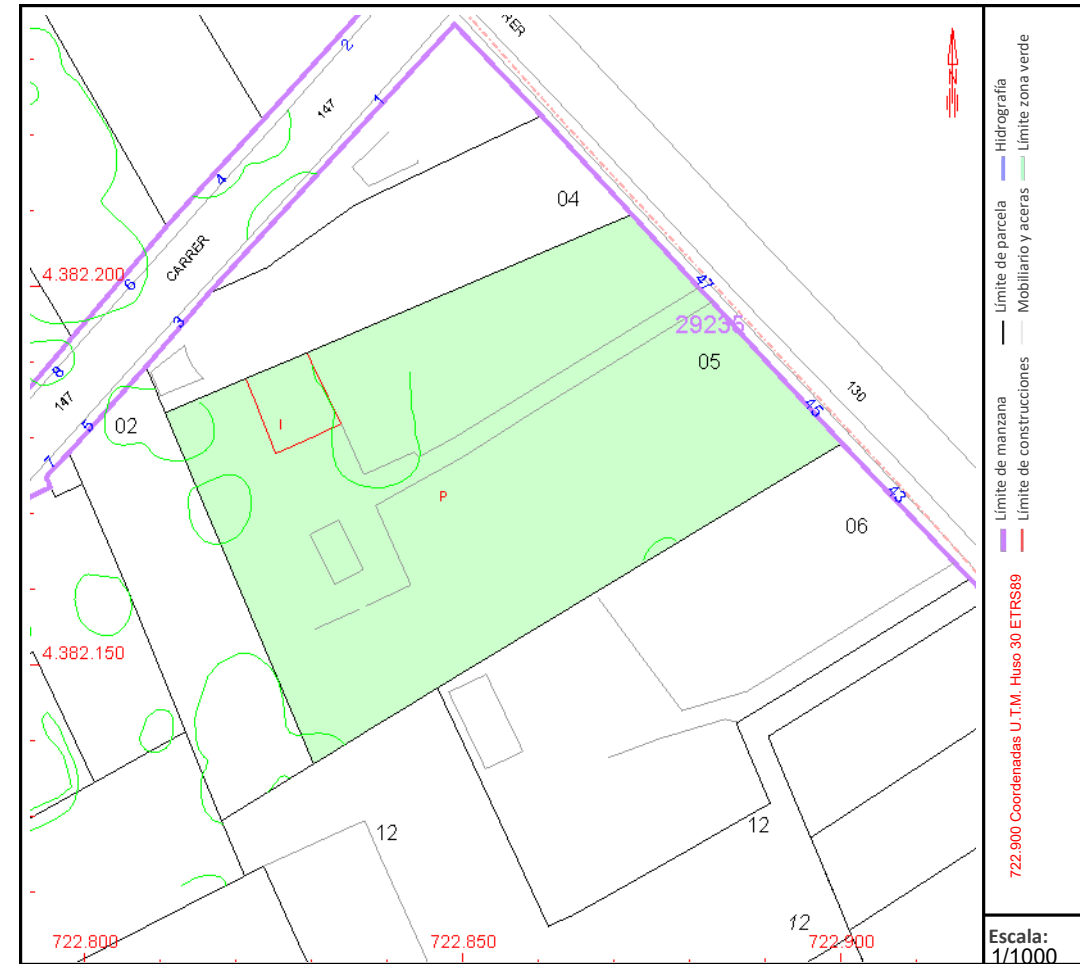 RER
2
147
1
4
04
CARRER
4.382.200
6
47
3
29235
8
05
147
130
5
02
45
I
7
P
43
06
4.382.150
12
12
12
722.800
722.850
722.900
Límite de manzana
Límite de parcela
Hidrografía
Límite de construcciones
Mobiliario y aceras
Límite zona verde
722.900 Coordenadas U.T.M. Huso 30 ETRS89
N
Escala:
1/1000